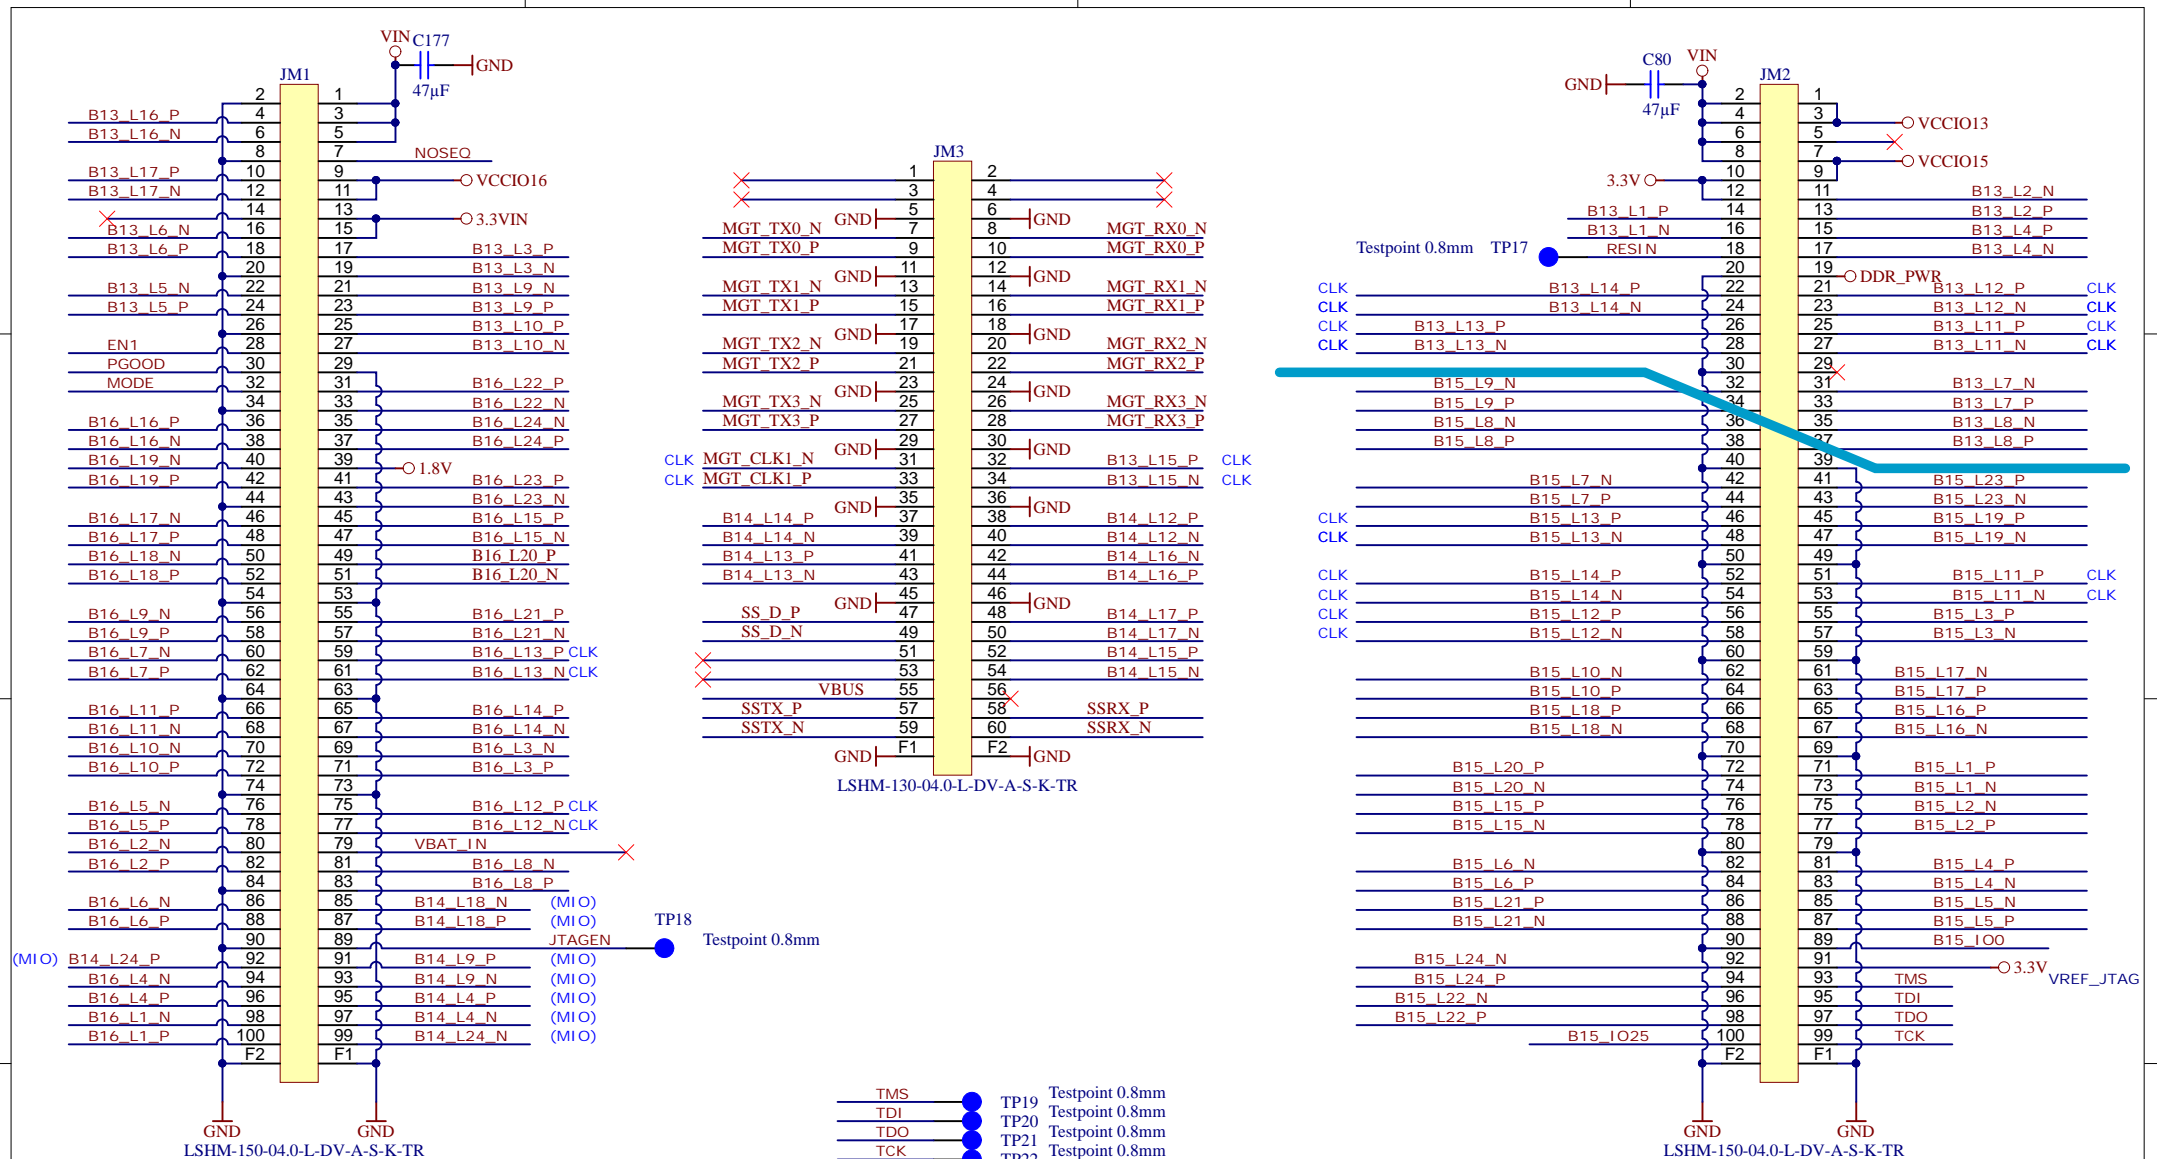 VIN
C177
GND
47µF
JM1
2 1
B13_L16_P 4 3
B13_L16_N 6 5
8 7 NOSEQ
B13_L17_P 10 9 VCCIO16
B13_L17_N 12 11
14 13 3.3VIN
B13_L6_N 16 15
B13_L6_P 18 17 B13_L3_P
20 19 B13_L3_N
B13_L5_N 22 21 B13_L9_N
B13_L5_P 24 23 B13_L9_P
26 25 B13_L10_P
EN1 28 27 B13_L10_N
PGOOD 30 29
MODE 32 31 B16_L22_P
34 33 B16_L22_N
B16_L16_P 36 35 B16_L24_N
B16_L16_N 38 37 B16_L24_P
B16_L19_N 40 39 1.8V
B16_L19_P 42 41 B16_L23_P
44 43 B16_L23_N
B16_L17_N 46 45 B16_L15_P
B16_L17_P 48 47 B16_L15_N
B16_L18_N 50 49 B16_L20_P
B16_L18_P 52 51 B16_L20_N
54 53
B16_L9_N 56 55 B16_L21_P
B16_L9_P 58 57 B16_L21_N
B16_L7_N 60 59 B16_L13_P CLK
B16_L7_P 62 61 B16_L13_N CLK
64 63
B16_L11_P 66 65 B16_L14_P
B16_L11_N 68 67 B16_L14_N
B16_L10_N 70 69 B16_L3_N
B16_L10_P 72 71 B16_L3_P
74 73
B16_L5_N 76 75 B16_L12_P CLK
B16_L5_P 78 77 B16_L12_N CLK
B16_L2_N 80 79 VBAT_IN
B16_L2_P 82 81 B16_L8_N
84 83 B16_L8_P
B16_L6_N 86 85 B14_L18_N (MIO)
B16_L6_P 88 87 B14_L18_P (MIO)
90 89 JTAGEN
TP18
Testpoint 0.8mm
(MIO) B14_L24_P 92 91 B14_L9_P (MIO)
B16_L4_N 94 93 B14_L9_N (MIO)
B16_L4_P 96 95 B14_L4_P (MIO)
B16_L1_N 98 97 B14_L4_N (MIO)
B16_L1_P 100 99 B14_L24_N (MIO)
F2 F1
GND GND
LSHM-150-04.0-L-DV-A-S-K-TR
JM3
1 2
3 4
GND 5 6 GND
MGT_TX0_N 7 8 MGT_RX0_N
MGT_TX0_P 9 10 MGT_RX0_P
GND 11 12 GND
MGT_TX1_N 13 14 MGT_RX1_N
MGT_TX1_P 15 16 MGT_RX1_P
GND 17 18 GND
MGT_TX2_N 19 20 MGT_RX2_N
MGT_TX2_P 21 22 MGT_RX2_P
GND 23 24 GND
MGT_TX3_N 25 26 MGT_RX3_N
MGT_TX3_P 27 28 MGT_RX3_P
GND 29 30 GND
CLK MGT_CLK1_N 31 32 B13_L15_P CLK
CLK MGT_CLK1_P 33 34 B13_L15_N CLK
GND 35 36 GND
B14_L14_P 37 38 B14_L12_P
B14_L14_N 39 40 B14_L12_N
B14_L13_P 41 42 B14_L16_N
B14_L13_N 43 44 B14_L16_P
GND 45 46 GND
SS_D_P 47 48 B14_L17_P
SS_D_N 49 50 B14_L17_N
51 52 B14_L15_P
53 54 B14_L15_N
VBUS 55 56
SSTX_P 57 58 SSRX_P
SSTX_N 59 60 SSRX_N
GND F1 F2 GND
LSHM-130-04.0-L-DV-A-S-K-TR
TMS TP19 Testpoint 0.8mm
TDI TP20 Testpoint 0.8mm
TDO TP21 Testpoint 0.8mm
TCK TP22 Testpoint 0.8mm
C80
VIN
GND
47µF
JM2
2 1
4 3 VCCIO13
6 5
8 7 VCCIO15
3.3V 10 9
12 11 B13_L2_N
B13_L1_P 14 13 B13_L2_P
B13_L1_N 16 15 B13_L4_P
Testpoint 0.8mm TP17 RESIN 18 17 B13_L4_N
20 19 DDR_PWR
CLK B13_L14_P 22 21 B13_L12_P CLK
CLK B13_L14_N 24 23 B13_L12_N CLK
CLK B13_L13_P 26 25 B13_L11_P CLK
CLK B13_L13_N 28 27 B13_L11_N CLK
30 29
B15_L9_N 32 31 B13_L7_N
B15_L9_P 34 33 B13_L7_P
B15_L8_N 36 35 B13_L8_N
B15_L8_P 38 37 B13_L8_P
40 39
B15_L7_N 42 41 B15_L23_P
B15_L7_P 44 43 B15_L23_N
CLK B15_L13_P 46 45 B15_L19_P
CLK B15_L13_N 48 47 B15_L19_N
50 49
CLK B15_L14_P 52 51 B15_L11_P CLK
CLK B15_L14_N 54 53 B15_L11_N CLK
CLK B15_L12_P 56 55 B15_L3_P
CLK B15_L12_N 58 57 B15_L3_N
60 59
B15_L10_N 62 61 B15_L17_N
B15_L10_P 64 63 B15_L17_P
B15_L18_P 66 65 B15_L16_P
B15_L18_N 68 67 B15_L16_N
70 69
B15_L20_P 72 71 B15_L1_P
B15_L20_N 74 73 B15_L1_N
B15_L15_P 76 75 B15_L2_N
B15_L15_N 78 77 B15_L2_P
80 79
B15_L6_N 82 81 B15_L4_P
B15_L6_P 84 83 B15_L4_N
B15_L21_P 86 85 B15_L5_N
B15_L21_N 88 87 B15_L5_P
90 89 B15_IO0
B15_L24_N 92 91 3.3V
B15_L24_P 94 93 TMS VREF_JTAG
B15_L22_N 96 95 TDI
B15_L22_P 98 97 TDO
B15_IO25 100 99 TCK
F2 F1
GND GND
LSHM-150-04.0-L-DV-A-S-K-TR